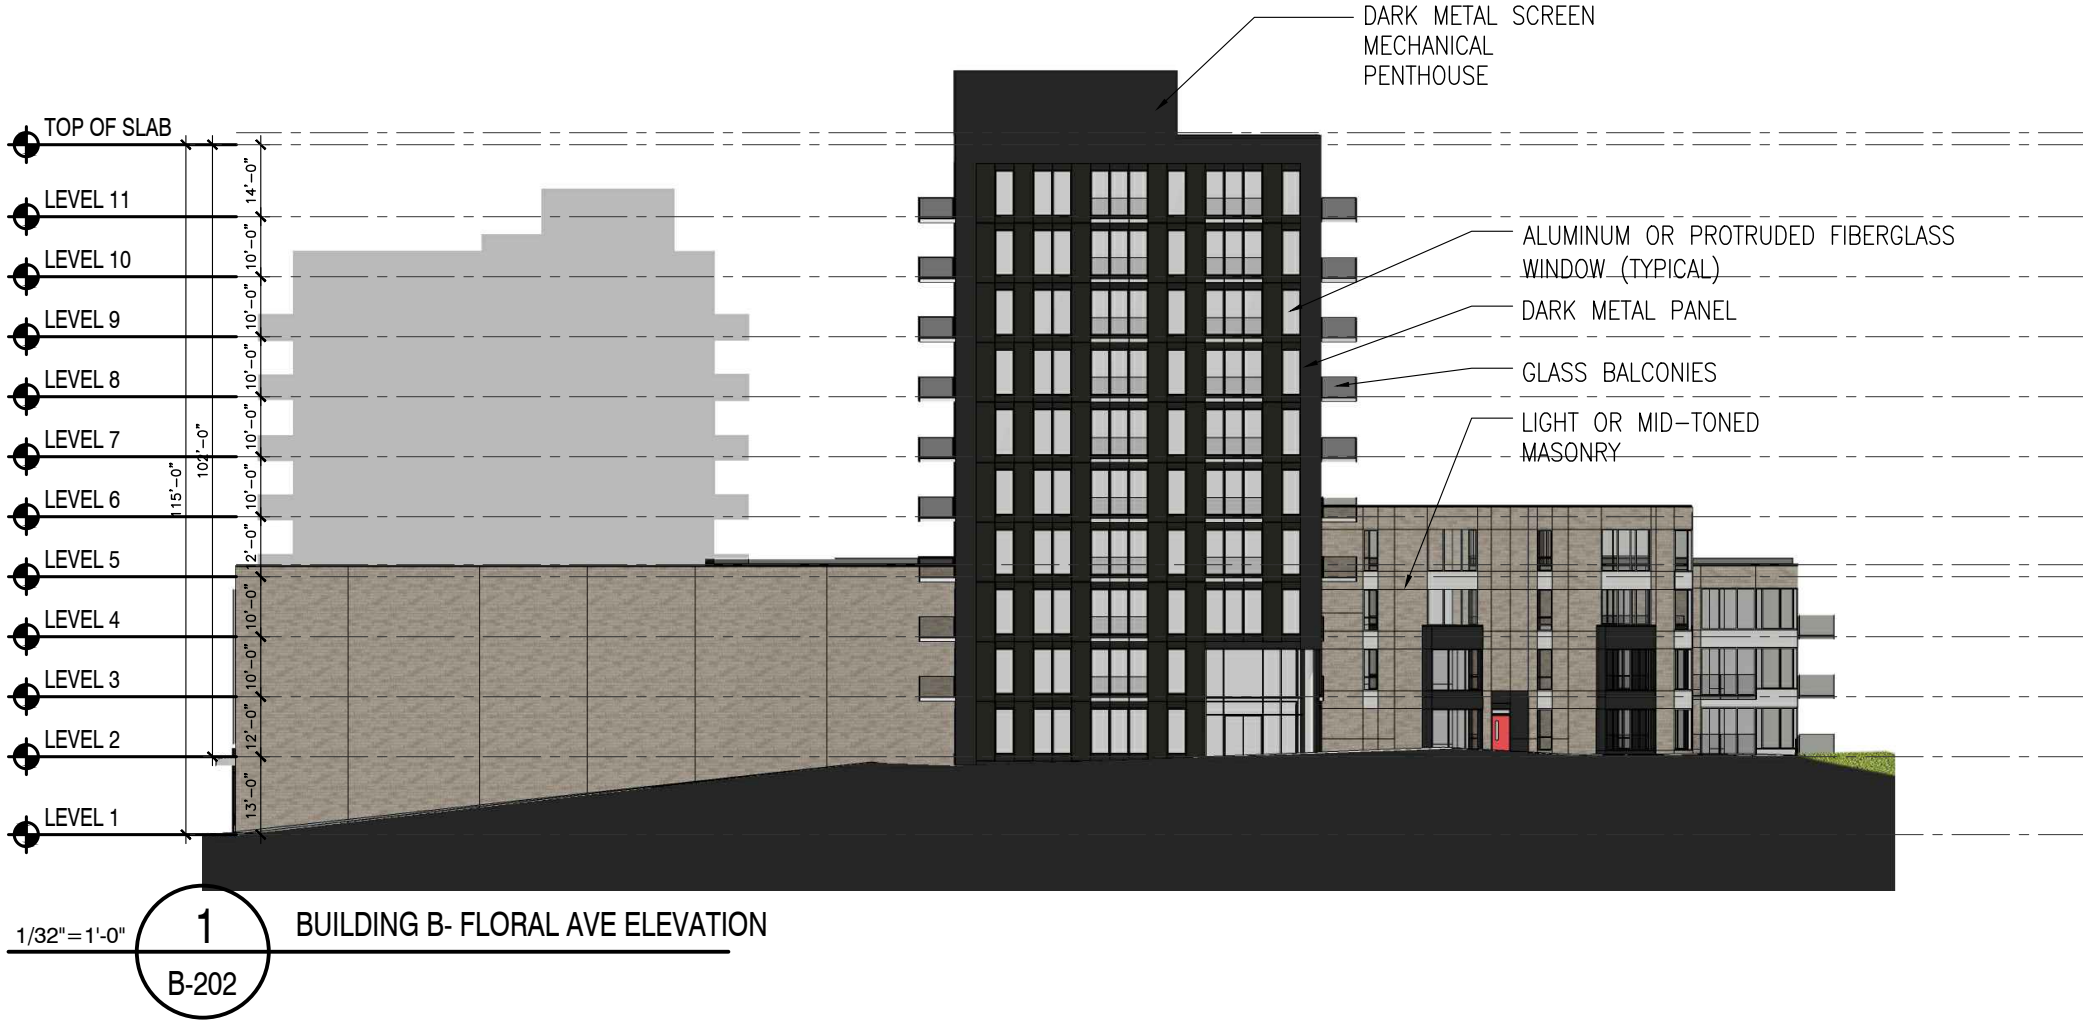 DARK METAL SCREEN
MECHANICAL
PENTHOUSE
TOP OF SLAB
14'-0"
LEVEL 11
10'-0"
LEVEL 10
10'-0"
LEVEL 9
10'-0"
LEVEL 8
10'-0"
LEVEL 7
10'-0"
LEVEL 6
2'-0"
LEVEL 5
10'-0"
LEVEL 4
10'-0"
LEVEL 3
12'-0"
LEVEL 2
13'-0"
LEVEL 1
115'-0"
102'-0"
ALUMINUM OR PROTRUDED FIBERGLASS
WINDOW (TYPICAL)
DARK METAL PANEL
GLASS BALCONIES
LIGHT OR MID-TONED
MASONRY
1/32"=1'-0"
1
B-202
BUILDING B- FLORAL AVE ELEVATION